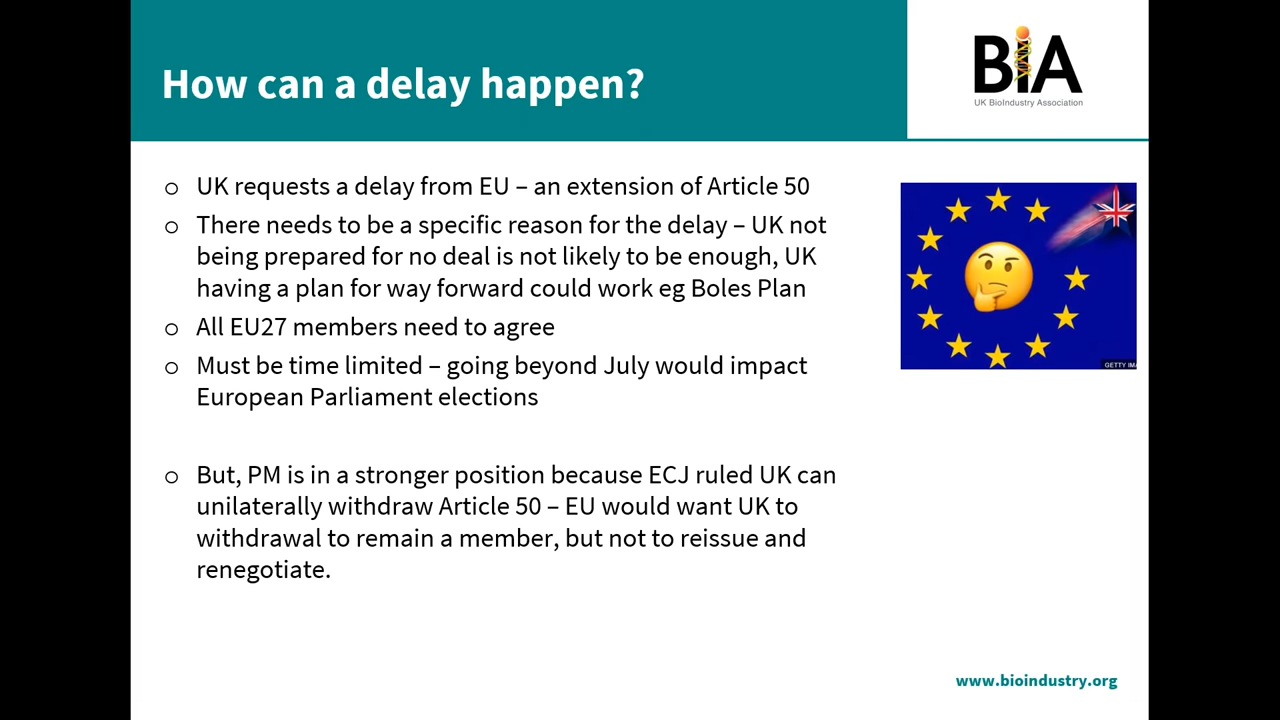 How can a delay happen?
BiA
UK BioIndustry Association
o UK requests a delay from EU – an extension of Article 50
o There needs to be a specific reason for the delay – UK not
being prepared for no deal is not likely to be enough, UK
having a plan for way forward could work eg Boles Plan
o All EU27 members need to agree
o Must be time limited – going beyond July would impact
European Parliament elections
o But, PM is in a stronger position because ECJ ruled UK can
unilaterally withdraw Article 50 – EU would want UK to
withdrawal to remain a member, but not to reissue and
renegotiate.
GETTY
www.bioindustry.org